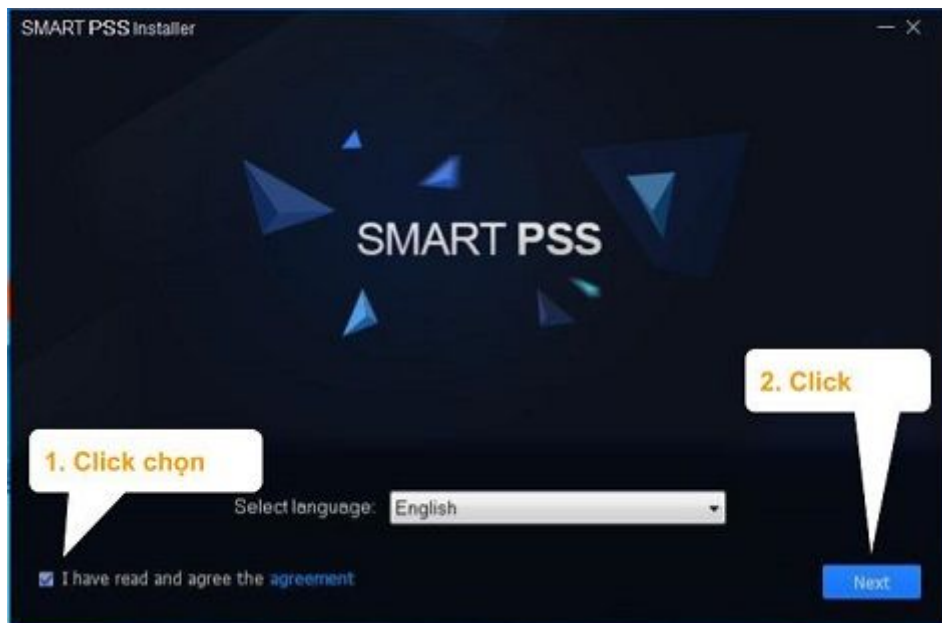 SMART PSS Installer
SMART PSS
2. Click
1. Click chọn
Select language: English
I have read and agree the agreement
Next